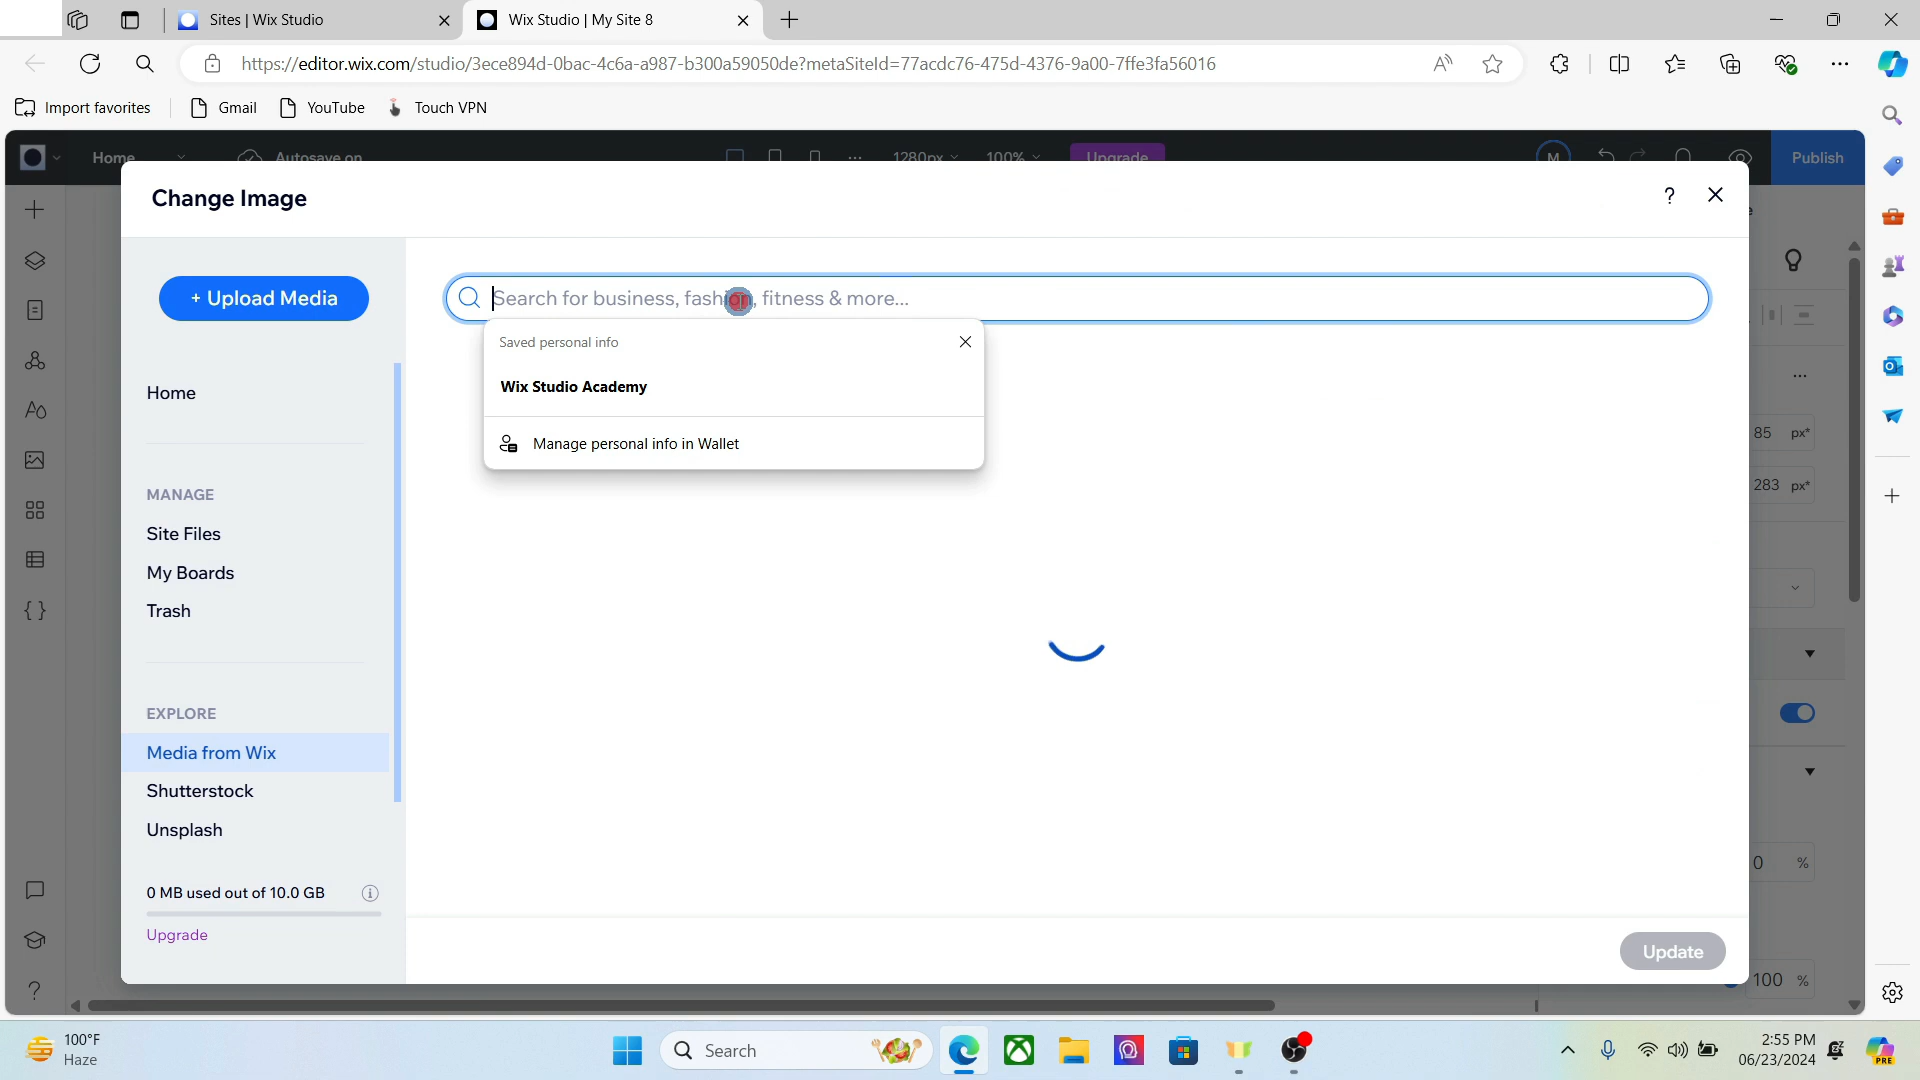 Sites | Wix Studio
Wix Studio | My Site 8
https://editor.wix.com/studio/3ece894d-0bac-4c6a-a987-b300a59050de?metaSiteId=77acdc76-475d-4376-9a00-7ffe3fa56016
Import favorites
Gmail
YouTube
Touch VPN
Home
Autosave on
1280px
100%
Upgrade
M
Publish
Change Image
?
+ Upload Media
Search for business, fashion, fitness & more...
Saved personal info
Wix Studio Academy
Manage personal info in Wallet
Home
MANAGE
Site Files
My Boards
Trash
EXPLORE
Media from Wix
Shutterstock
Unsplash
0 MB used out of 10.0 GB
Upgrade
Update
85 px*
283 px*
0 %
100 %
100°F
Haze
Search
2:55 PM
06/23/2024
PRE